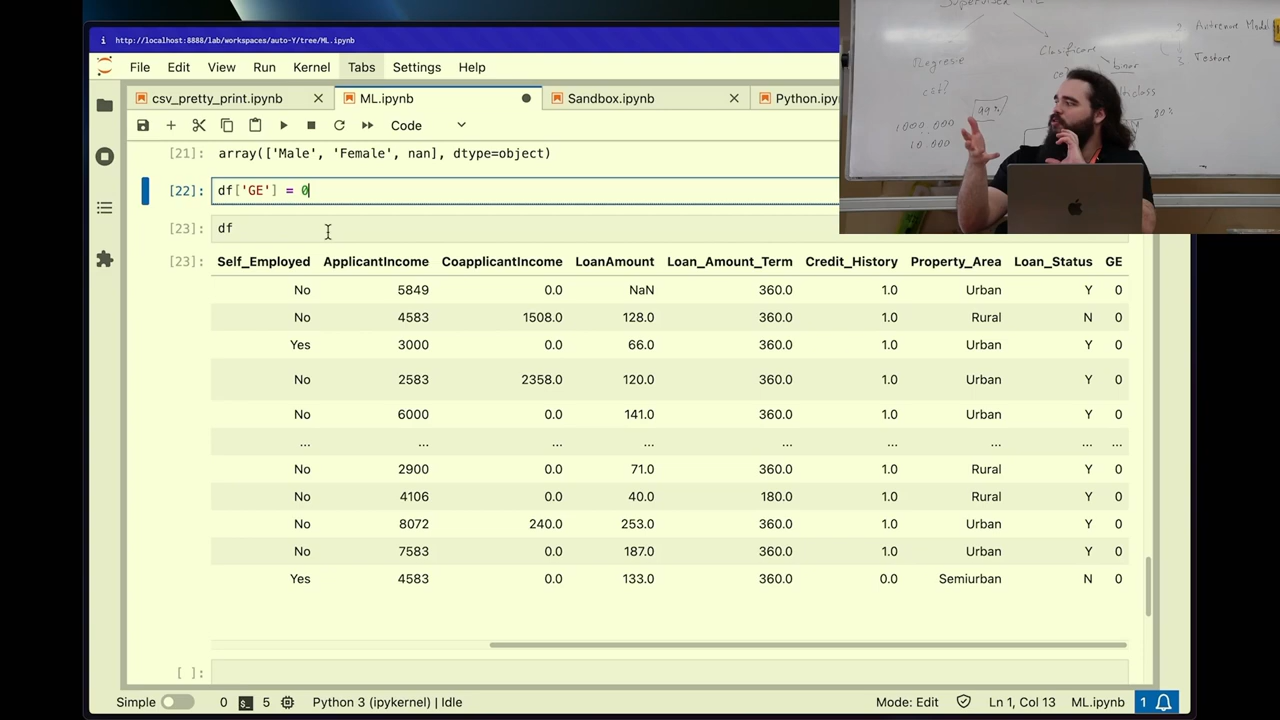 http://localhost:8888/lab/workspaces/auto-Y/tree/ML.ipynb
File Edit View Run Kernel Tabs Settings Help
csv_pretty_print.ipynb ML.ipynb Sandbox.ipynb Python.ipy
Code
[21]: array(['Male', 'Female', nan], dtype=object)
[22]: df['GE'] = 0
[23]: df
[23]: Self_Employed ApplicantIncome CoapplicantIncome LoanAmount Loan_Amount_Term Credit_History Property_Area Loan_Status GE
No 5849 0.0 NaN 360.0 1.0 Urban Y 0
No 4583 1508.0 128.0 360.0 1.0 Rural N 0
Yes 3000 0.0 66.0 360.0 1.0 Urban Y 0
No 2583 2358.0 120.0 360.0 1.0 Urban Y 0
No 6000 0.0 141.0 360.0 1.0 Urban Y 0
... ... ... ... ... ... ... ... ...
No 2900 0.0 71.0 360.0 1.0 Rural Y 0
No 4106 0.0 40.0 180.0 1.0 Rural Y 0
No 8072 240.0 253.0 360.0 1.0 Urban Y 0
No 7583 0.0 187.0 360.0 1.0 Urban Y 0
Yes 4583 0.0 133.0 360.0 0.0 Semiurban N 0
[ ]:
Simple 0 5 Python 3 (ipykernel) | Idle Mode: Edit Ln 1, Col 13 ML.ipynb 1
Regresie
binar
99%
80%
1000.000
10.000
3 Testare